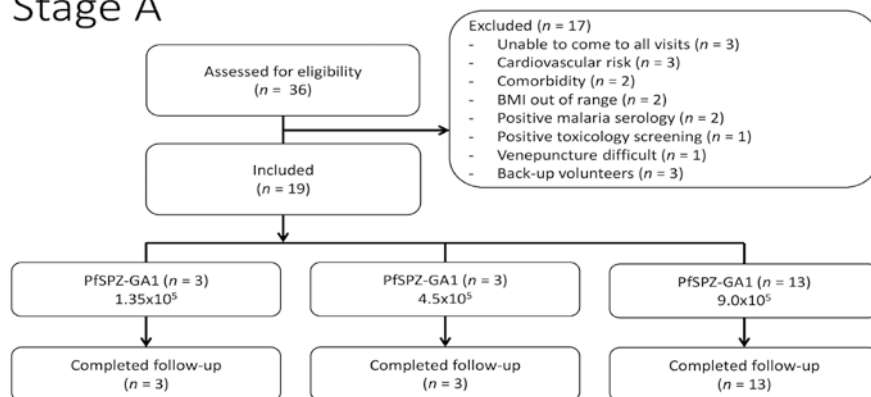 Stage A
Assessed for eligibility
(n = 36)
Excluded (n = 17)
- Unable to come to all visits (n = 3)
- Cardiovascular risk (n = 3)
- Comorbidity (n = 2)
- BMI out of range (n = 2)
- Positive malaria serology (n = 2)
- Positive toxicology screening (n = 1)
- Venepuncture difficult (n = 1)
- Back-up volunteers (n = 3)
Included
(n = 19)
PfSPZ-GA1 (n = 3)
1.35x10⁵
PfSPZ-GA1 (n = 3)
4.5x10⁵
PfSPZ-GA1 (n = 13)
9.0x10⁵
Completed follow-up
(n = 3)
Completed follow-up
(n = 3)
Completed follow-up
(n = 13)